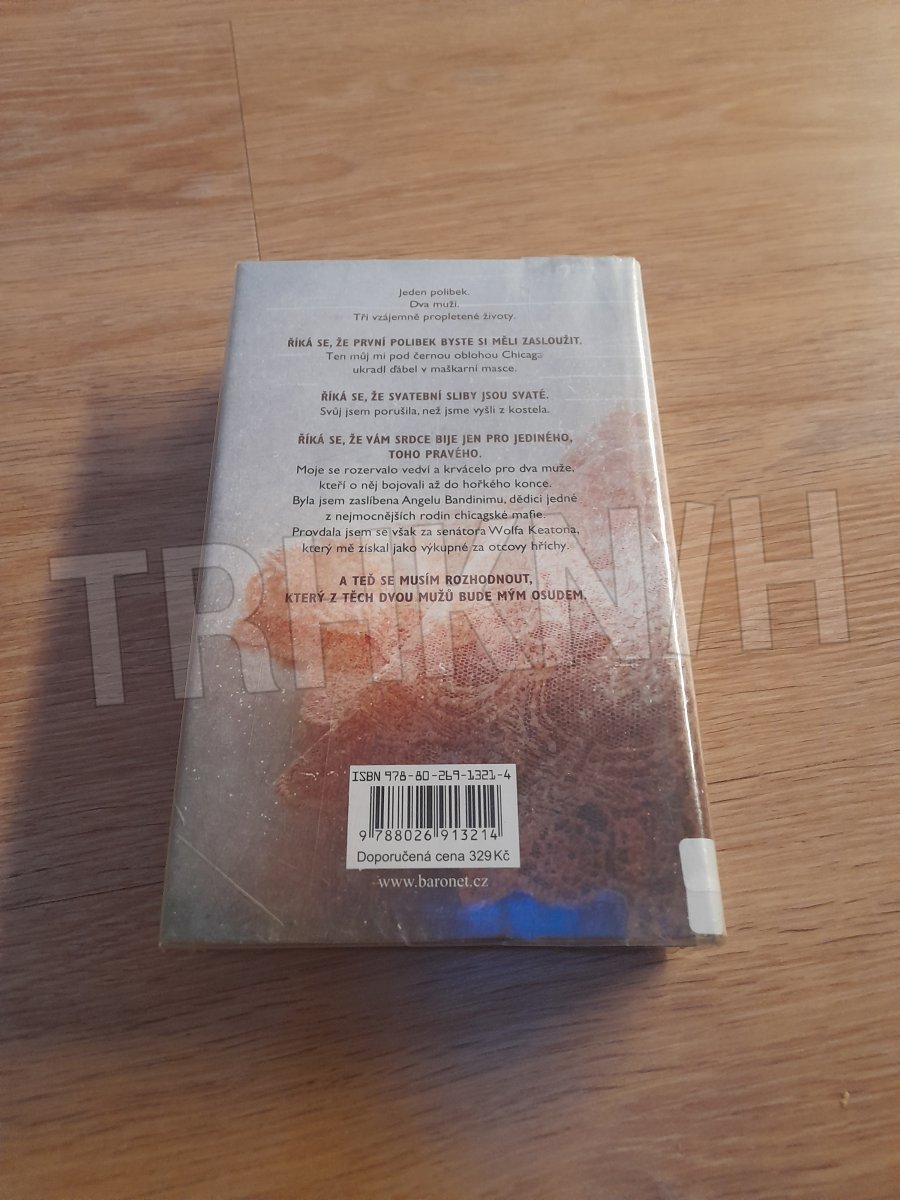 Jeden polibek.
Dva muži.
Tři vzájemně propletené životy.
ŘÍKÁ SE, ŽE PRVNÍ POLIBEK BYSTE SI MĚLI ZASLOUŽIT.
Ten můj mi pod černou oblohou Chicaga
ukradl ďábel v maškarní masce.
ŘÍKÁ SE, ŽE SVATEBNÍ SLIBY JSOU SVATÉ.
Svůj jsem porušila, než jsme vyšli z kostela.
ŘÍKÁ SE, ŽE VÁM SRDCE BIJE JEN PRO JEDINÉHO,
TOHO PRAVÉHO.
Moje se rozervalo vedví a krvácelo pro dva muže,
kteří o něj bojovali až do hořkého konce.
Byla jsem zaslíbena Angelu Bandinimu, dědici jedné
z nejmocnějších rodin chicagské mafie.
Provdala jsem se však za senátora Wolfa Keatona,
který mě získal jako výkupné za otcovy hříchy.
A TEĎ SE MUSÍM ROZHODNOUT,
KTERÝ Z TĚCH DVOU MUŽŮ BUDE MÝM OSUDEM.
TRHKNIH
ISBN 978-80-269-1321-4
9 788026 913214
Doporučená cena 329 Kč
www.baronet.cz